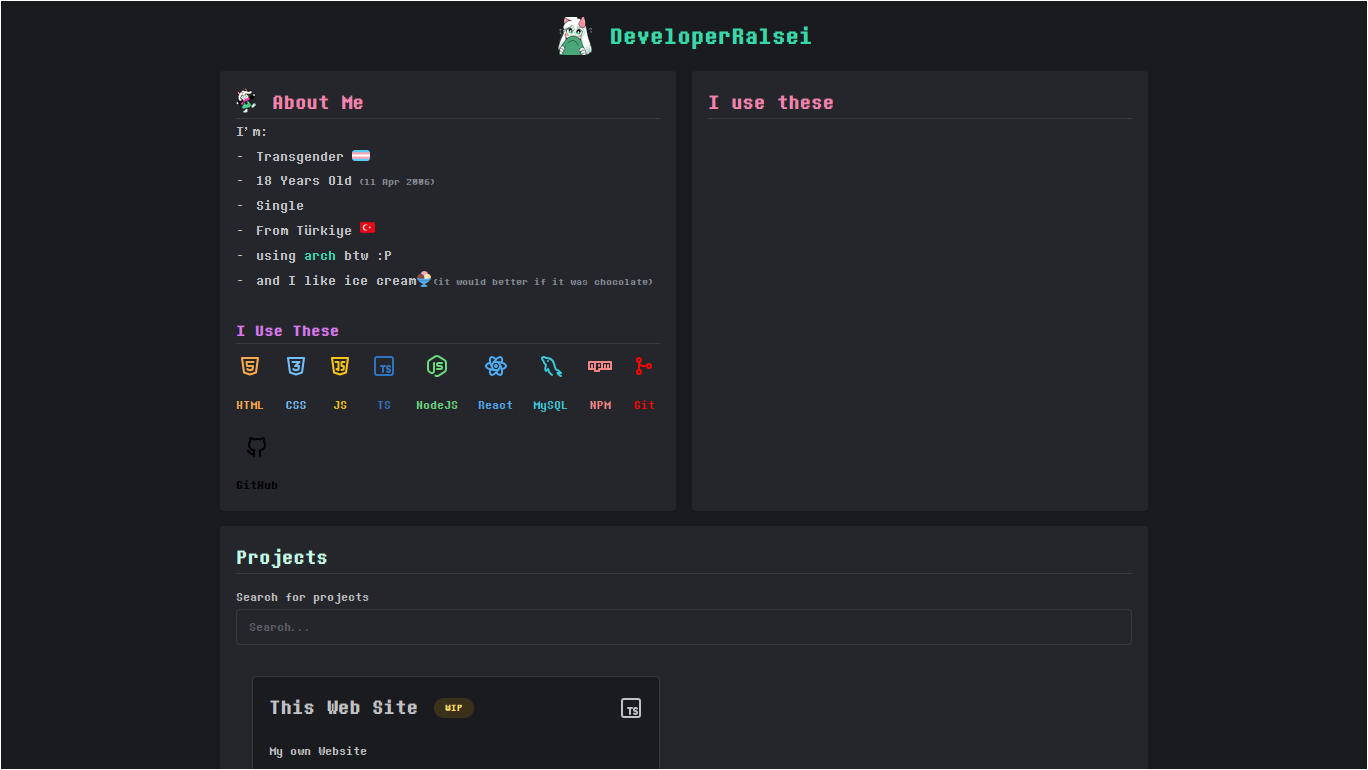 DeveloperRalsei
About Me
I'm:
- Transgender
- 18 Years Old (11 Apr 2006)
- Single
- From Türkiye
- using arch btw :P
- and I like ice cream (it would better if it was chocolate)
I Use These
HTML CSS JS TS NodeJS React MySQL NPM Git
GitHub
I use these
Projects
Search for projects
Search...
This Web Site WIP TS
My own Website